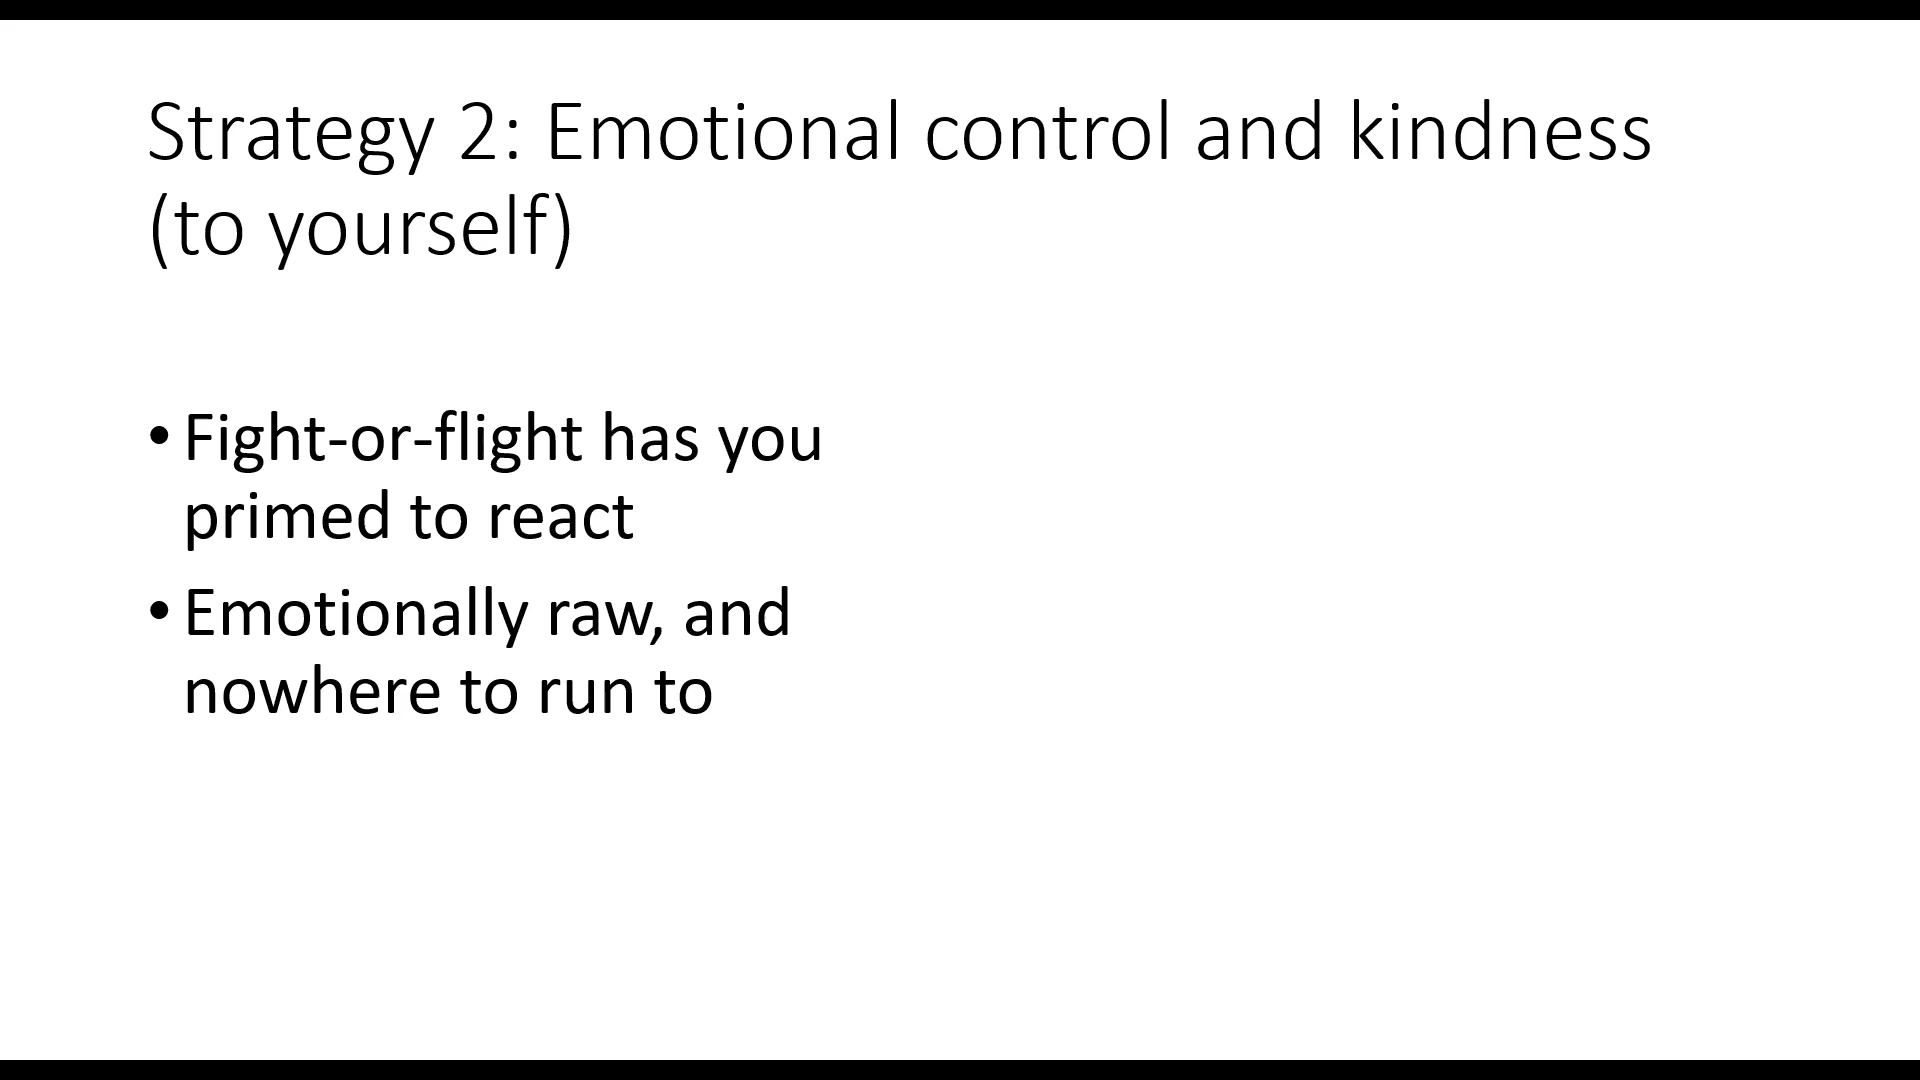 Strategy 2: Emotional control and kindness
(to yourself)
• Fight-or-flight has you
primed to react
• Emotionally raw, and
nowhere to run to